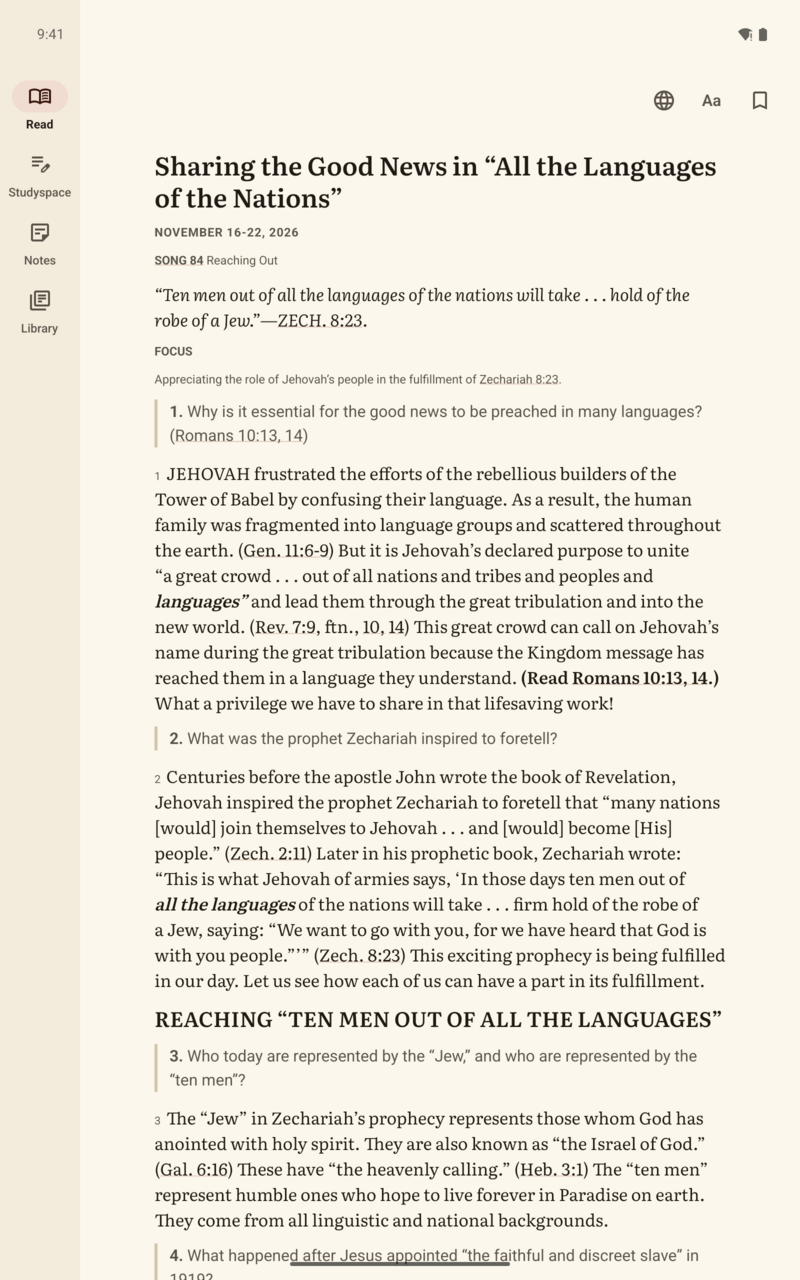 9:41
Read
Studyspace
Notes
Library
Aa
Sharing the Good News in “All the Languages
of the Nations”
NOVEMBER 16-22, 2026
SONG 84 Reaching Out
“Ten men out of all the languages of the nations will take . . . hold of the
robe of a Jew.”—ZECH. 8:23.
FOCUS
Appreciating the role of Jehovah’s people in the fulfillment of Zechariah 8:23.
1. Why is it essential for the good news to be preached in many languages?
(Romans 10:13, 14)
1 JEHOVAH frustrated the efforts of the rebellious builders of the
Tower of Babel by confusing their language. As a result, the human
family was fragmented into language groups and scattered throughout
the earth. (Gen. 11:6-9) But it is Jehovah’s declared purpose to unite
“a great crowd . . . out of all nations and tribes and peoples and
languages” and lead them through the great tribulation and into the
new world. (Rev. 7:9, ftn., 10, 14) This great crowd can call on Jehovah’s
name during the great tribulation because the Kingdom message has
reached them in a language they understand. (Read Romans 10:13, 14.)
What a privilege we have to share in that lifesaving work!
2. What was the prophet Zechariah inspired to foretell?
2 Centuries before the apostle John wrote the book of Revelation,
Jehovah inspired the prophet Zechariah to foretell that “many nations
[would] join themselves to Jehovah . . . and [would] become [His]
people.” (Zech. 2:11) Later in his prophetic book, Zechariah wrote:
“This is what Jehovah of armies says, ‘In those days ten men out of
all the languages of the nations will take . . . firm hold of the robe of
a Jew, saying: “We want to go with you, for we have heard that God is
with you people.”’” (Zech. 8:23) This exciting prophecy is being fulfilled
in our day. Let us see how each of us can have a part in its fulfillment.
REACHING “TEN MEN OUT OF ALL THE LANGUAGES”
3. Who today are represented by the “Jew,” and who are represented by the
“ten men”?
3 The “Jew” in Zechariah’s prophecy represents those whom God has
anointed with holy spirit. They are also known as “the Israel of God.”
(Gal. 6:16) These have “the heavenly calling.” (Heb. 3:1) The “ten men”
represent humble ones who hope to live forever in Paradise on earth.
They come from all linguistic and national backgrounds.
4. What happened after Jesus appointed “the faithful and discreet slave” in
1919?